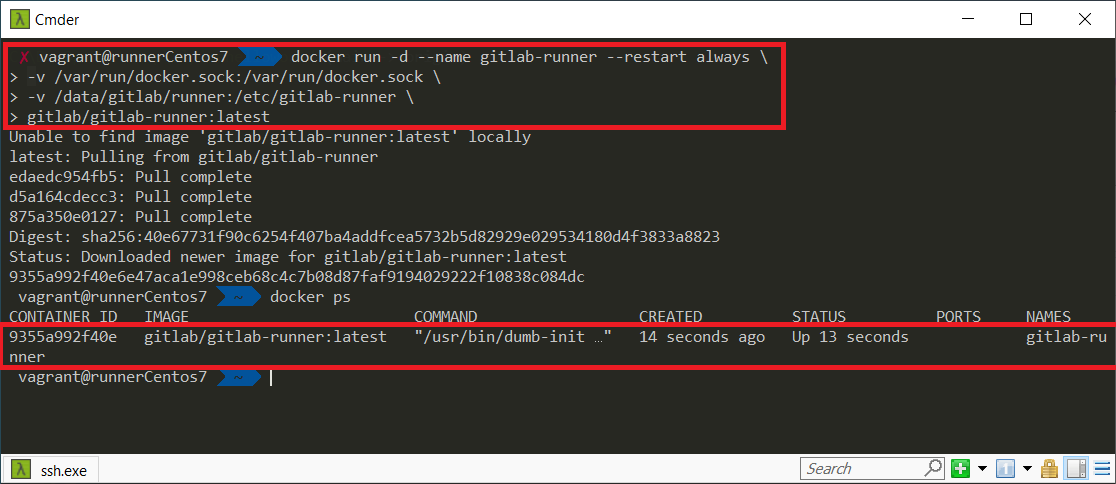 Cmder
✗ vagrant@runnerCentos7 ~ docker run -d --name gitlab-runner --restart always \
> -v /var/run/docker.sock:/var/run/docker.sock \
> -v /data/gitlab/runner:/etc/gitlab-runner \
> gitlab/gitlab-runner:latest
Unable to find image 'gitlab/gitlab-runner:latest' locally
latest: Pulling from gitlab/gitlab-runner
edaedc954fb5: Pull complete
d5a164cdecc3: Pull complete
875a350e0127: Pull complete
Digest: sha256:40e67731f90c6254f407ba4addfcea5732b5d82929e029534180d4f3833a8823
Status: Downloaded newer image for gitlab/gitlab-runner:latest
9355a992f40e6e47aca1e998ceb68c4c7b08d87faf9194029222f10838c084dc
vagrant@runnerCentos7 ~ docker ps
CONTAINER ID IMAGE COMMAND CREATED STATUS PORTS NAMES
9355a992f40e gitlab/gitlab-runner:latest "/usr/bin/dumb-init …" 14 seconds ago Up 13 seconds gitlab-ru
nner
vagrant@runnerCentos7 ~
ssh.exe
Search
1